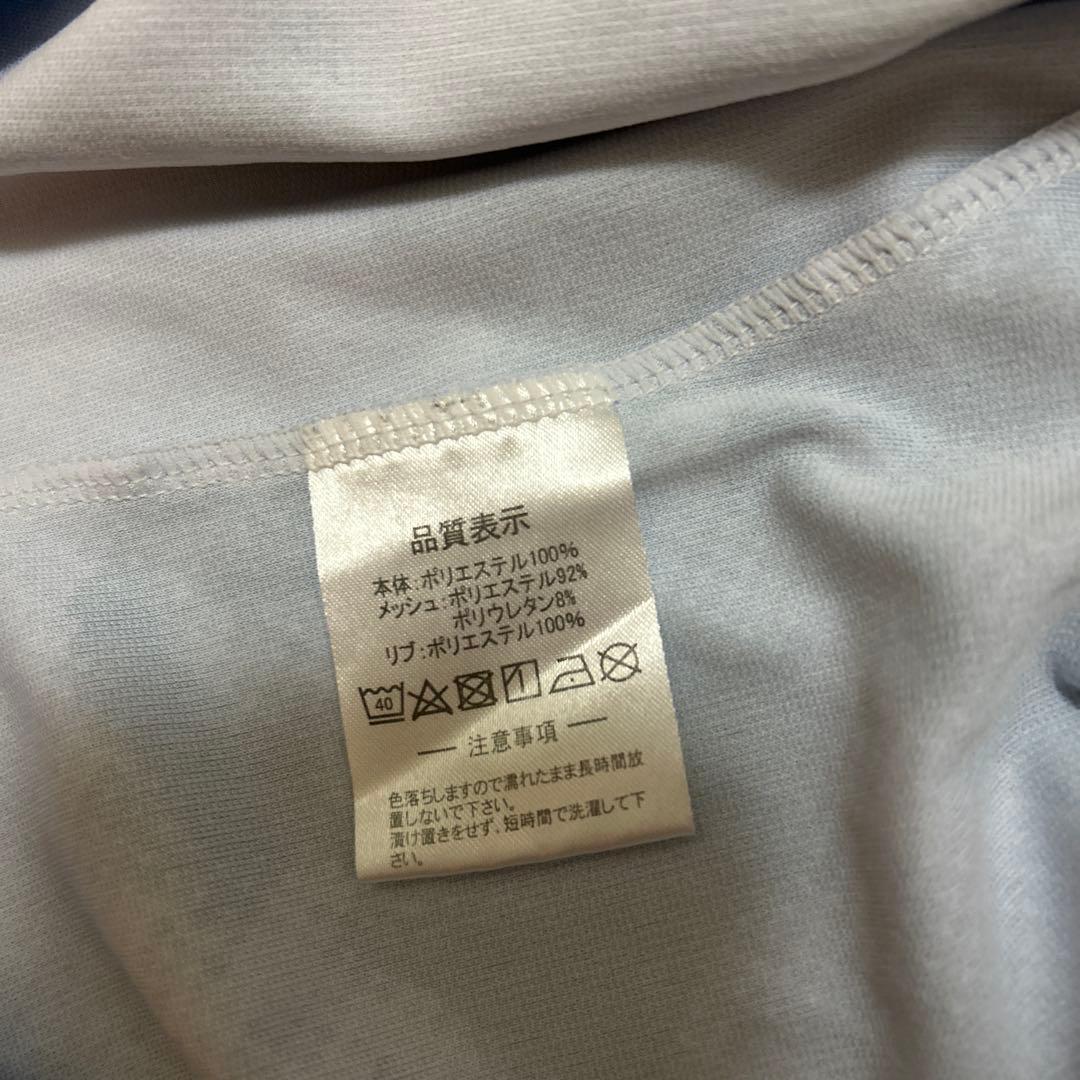 品質表示
本体:ポリエステル100%
メッシュ:ポリエステル92%
ポリウレタン8%
リブ:ポリエステル100%
40
注意事項
色落ちしますので濡れたまま長時間放
置しないで下さい。
漬け置きをせず、短時間で洗濯して下
さい。